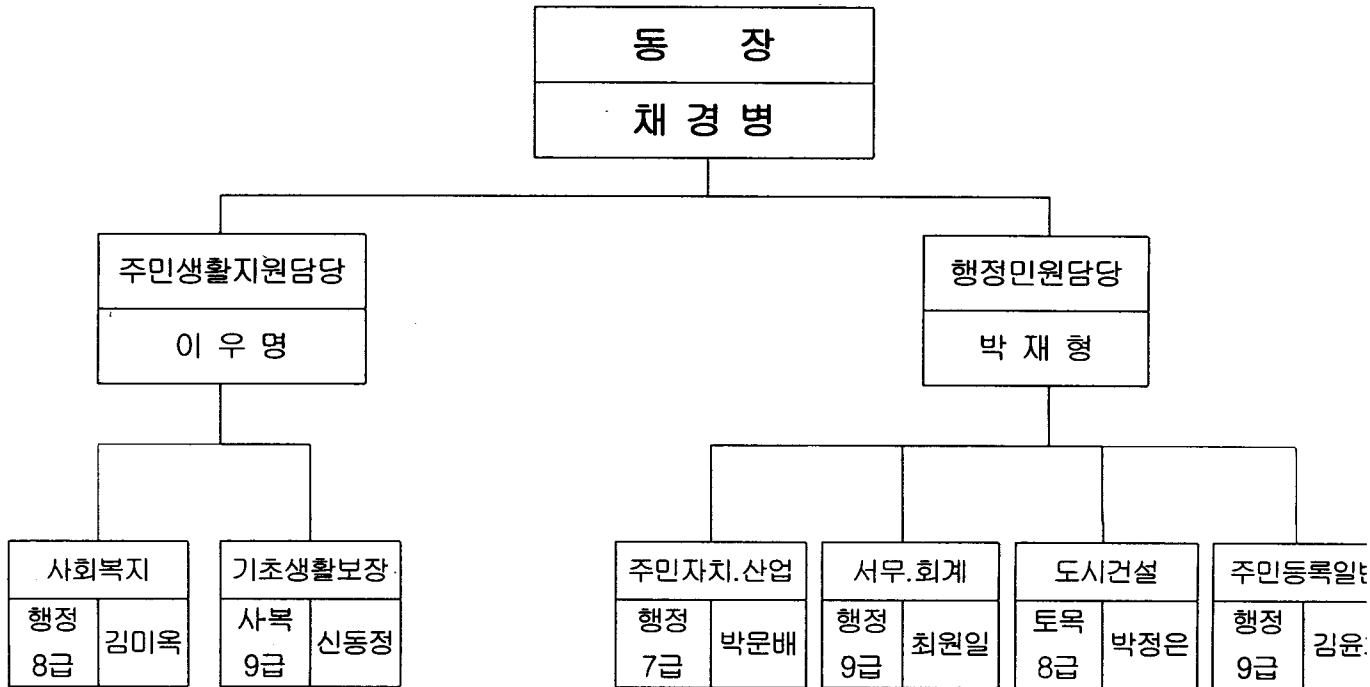 동 장
채 경 병
주민생활지원담당
행정민원담당
이 우 명
박 재 형
사회복지
기초생활보장
주민자치.산업
서무.회계
도시건설
행정 8급
김미옥
사복 9급
신동정
행정 7급
박문배
행정 9급
최원일
토목 8급
박정은
행정 9급